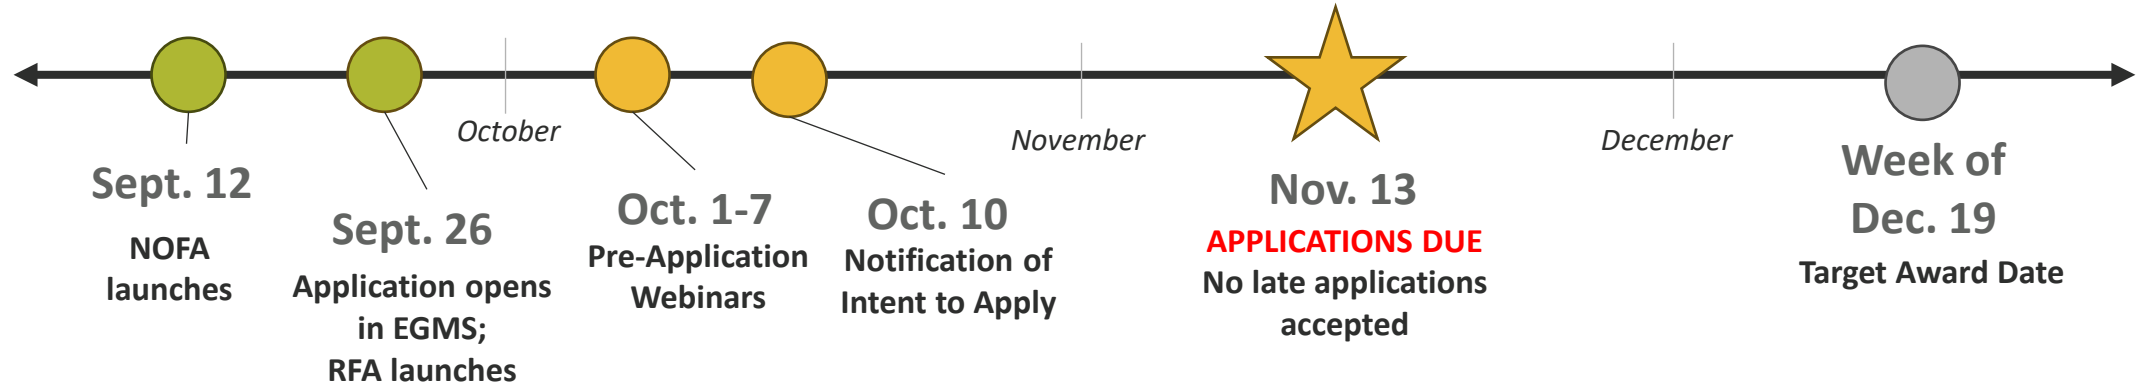 October
November
December
Sept. 12
NOFA
launches
Sept. 26
Application opens
in EGMS;
RFA launches
Oct. 1-7
Pre-Application
Webinars
Oct. 10
Notification of
Intent to Apply
Nov. 13
APPLICATIONS DUE
No late applications
accepted
Week of
Dec. 19
Target Award Date